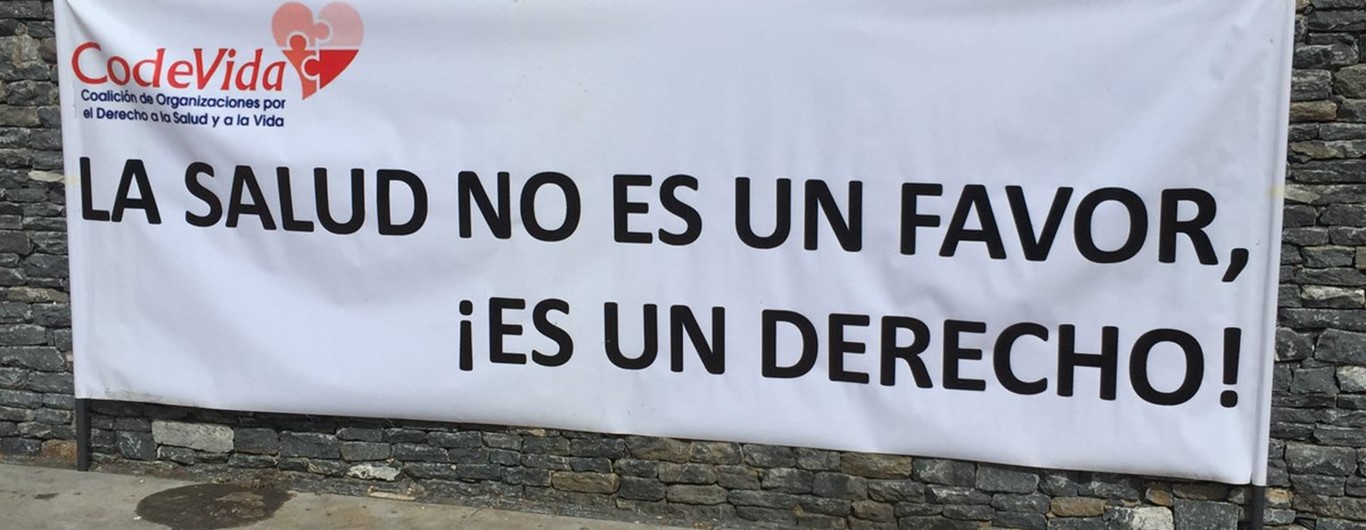 CodeVida
Coalición de Organizaciones por
el Derecho a la Salud y a la Vida
LA SALUD NO ES UN FAVOR,
¡ES UN DERECHO!